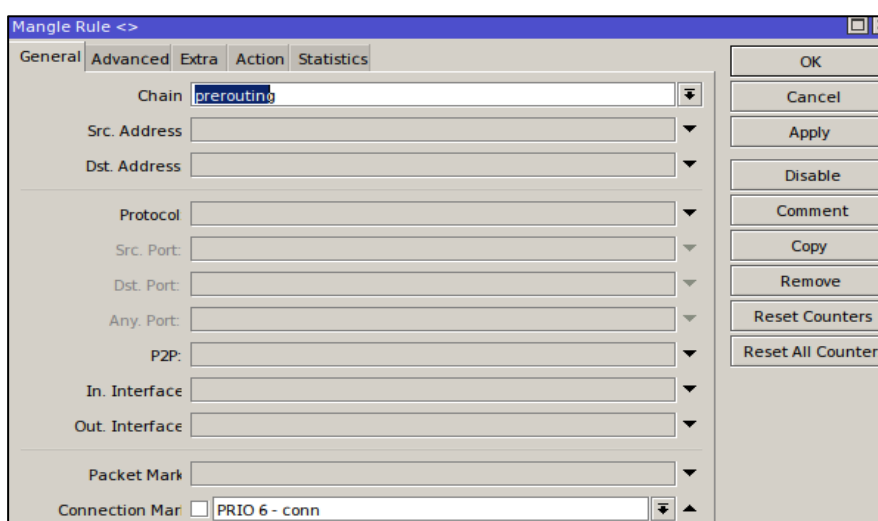 Mangle Rule <>
General Advanced Extra Action Statistics
OK
Chain prerouting
Cancel
Src. Address
Apply
Dst. Address
Disable
Protocol
Comment
Src. Port:
Copy
Dst. Port:
Remove
Any. Port:
Reset Counters
P2P:
Reset All Counter
In. Interface
Out. Interface
Packet Mark
Connection Mar PRIO 6 - conn